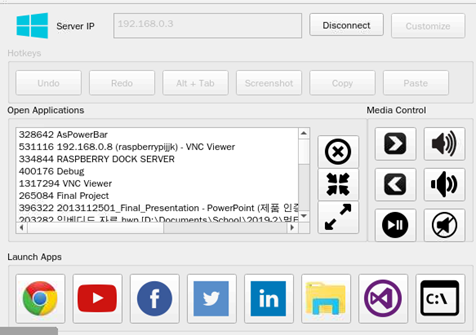 Server IP
192.168.0.3
Disconnect
Customize
Hotkeys
Undo
Redo
Alt + Tab
Screenshot
Copy
Paste
Open Applications
Media Control
328642 AsPowerBar
531116 192.168.0.8 (raspberrypijjk) - VNC Viewer
334844 RASPBERRY DOCK SERVER
400176 Debug
1317294 VNC Viewer
265084 Final Project
396322 2013112501_Final_Presentation - PowerPoint (제품 인증
203282 임베디드 자료.hwp [D:\Documents\School\2019-2\
Launch Apps
C:\